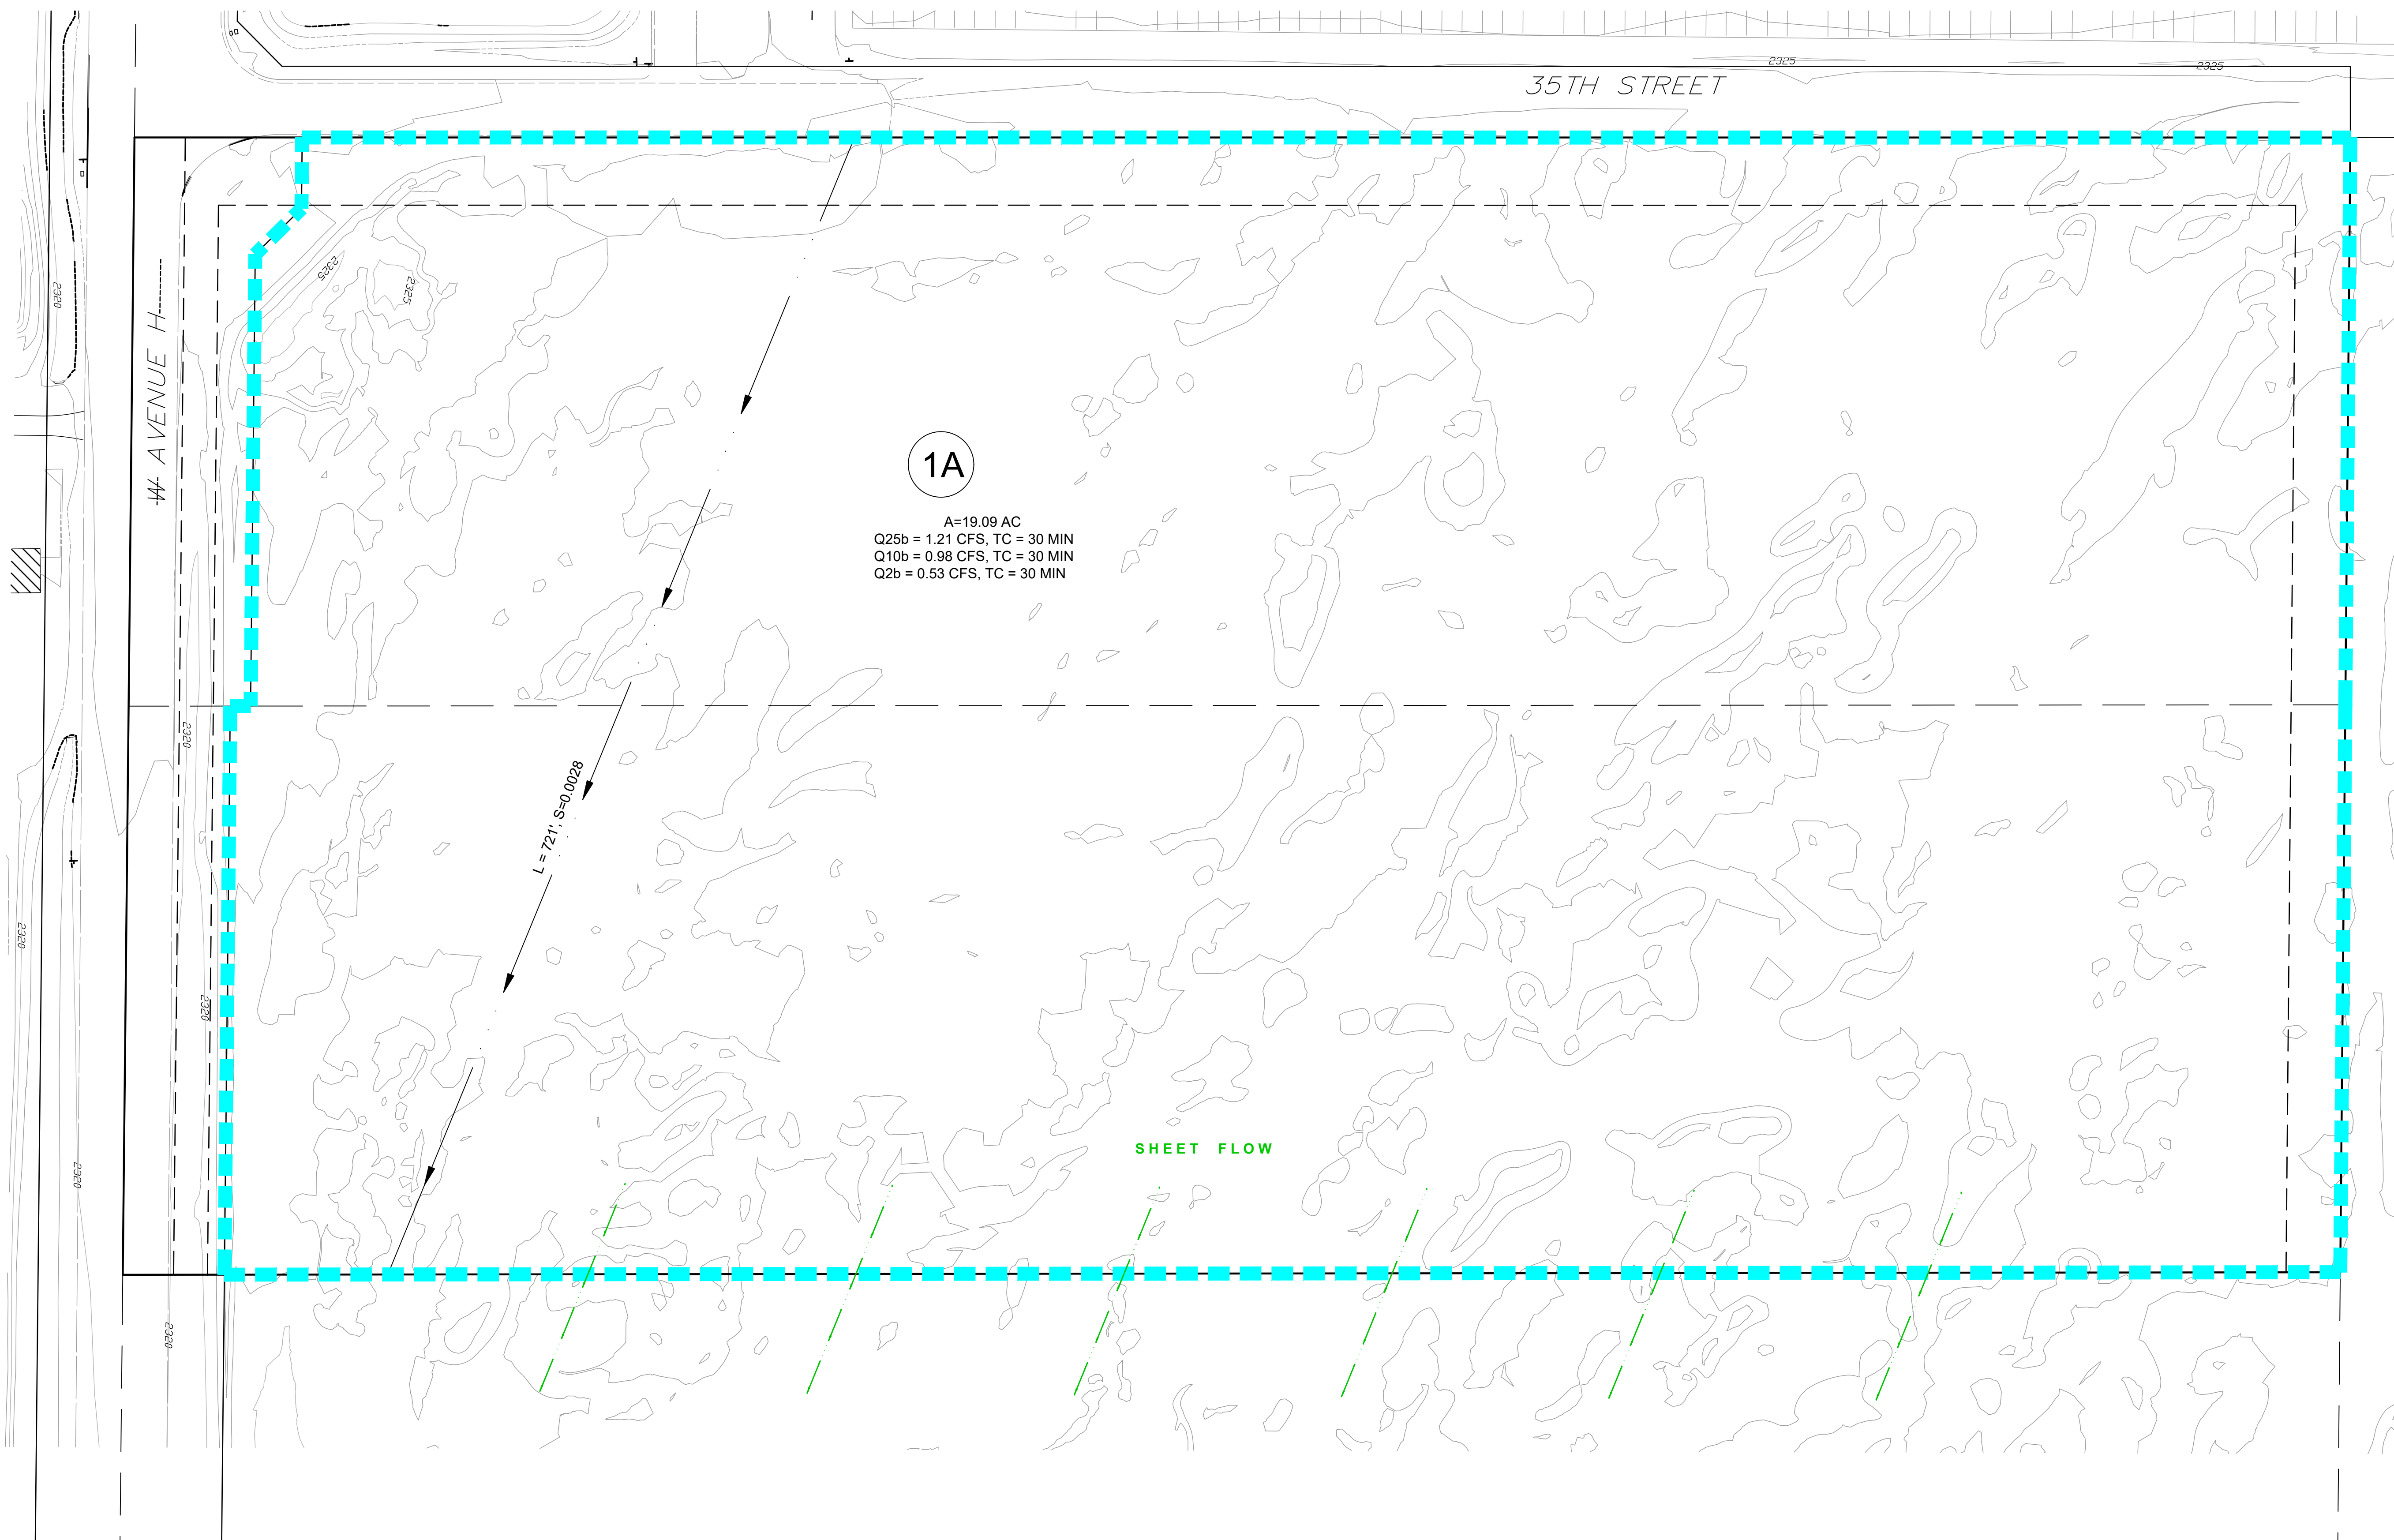 2325
2325
35TH STREET
2325
2325
2320
W AVENUE H
1A
A=19.09 AC
Q25b = 1.21 CFS, TC = 30 MIN
Q10b = 0.98 CFS, TC = 30 MIN
Q2b = 0.53 CFS, TC = 30 MIN
2320
L = 721', S=0.0028
2320
2320
SHEET FLOW
2320
2320